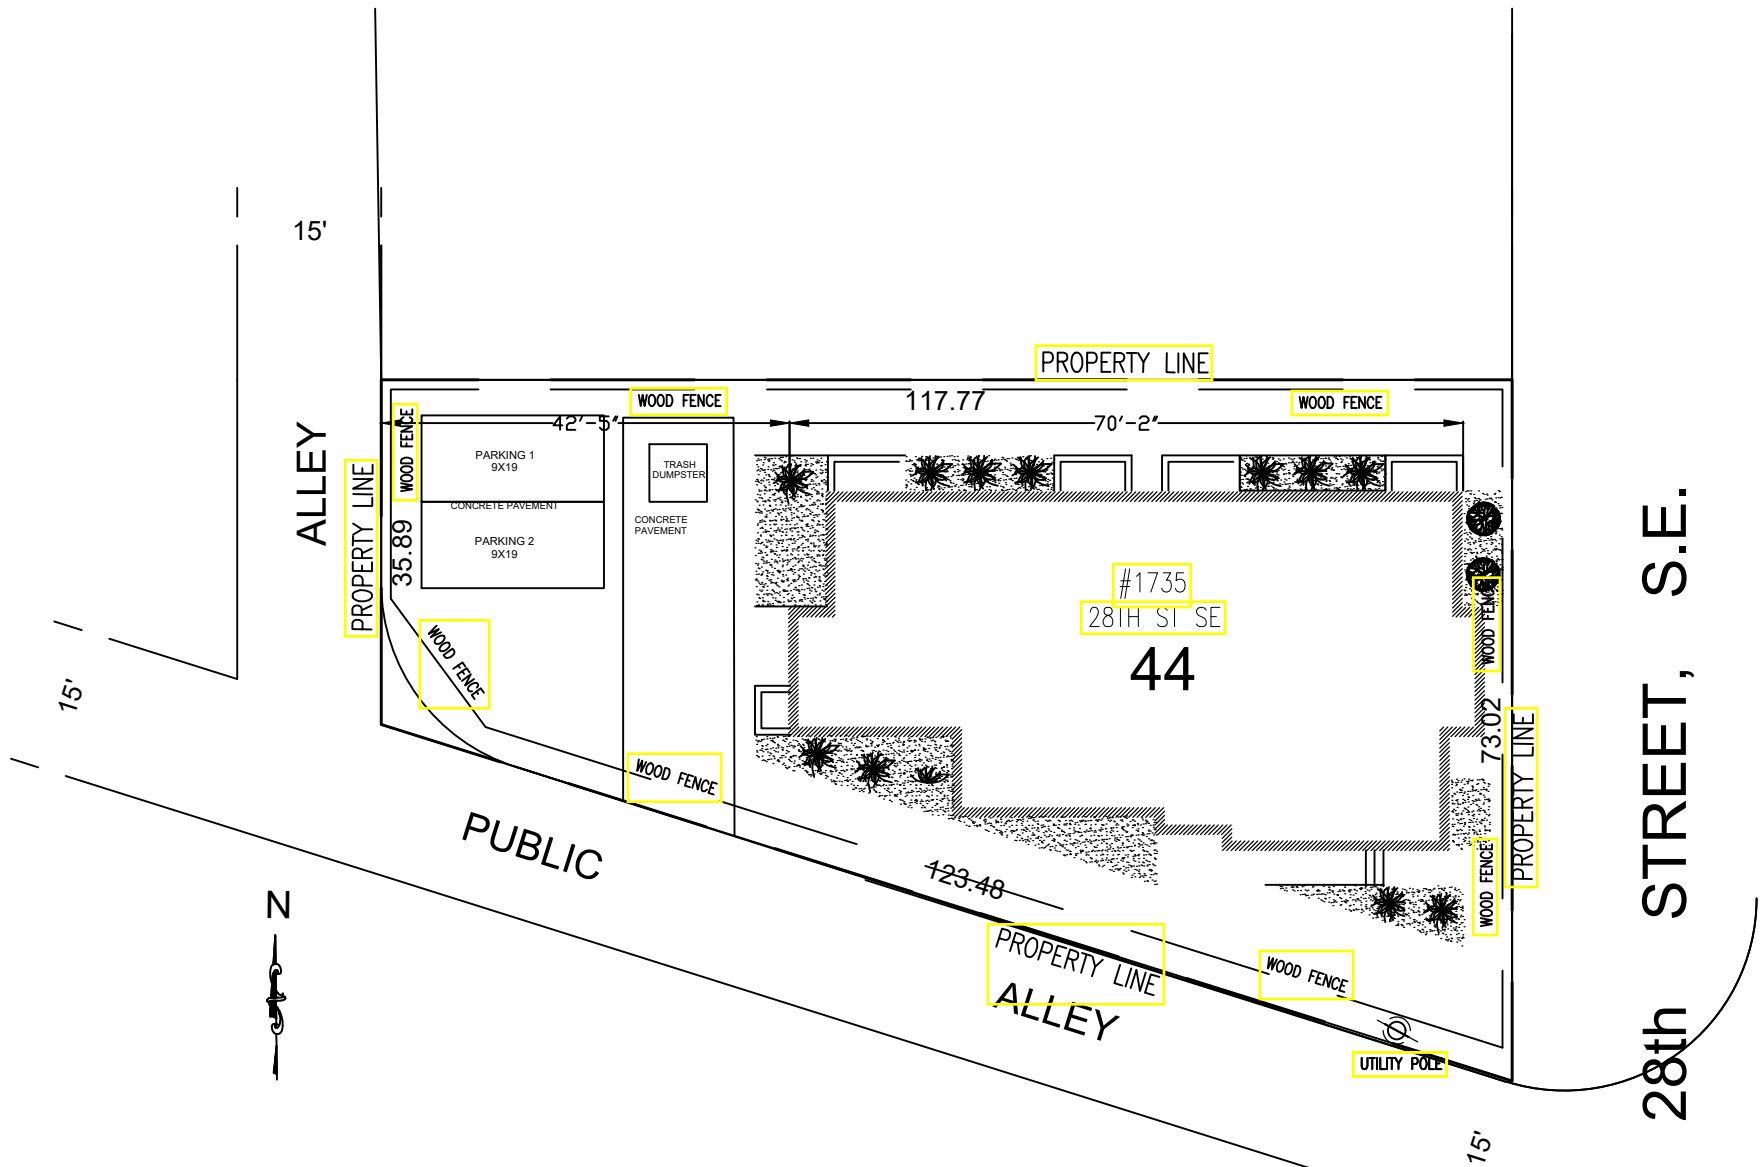 15'
PROPERTY LINE
WOOD FENCE
117.77
WOOD FENCE
42'-5"
70'-2"
ALLEY
PROPERTY LINE
WOOD FENCE
35.89
PARKING 1
9X19
CONCRETE PAVEMENT
PARKING 2
9X19
TRASH
DUMPSTER
CONCRETE
PAVEMENT
#1735
28TH ST SE
44
WOOD FENCE
73.02
PROPERTY LINE
WOOD FENCE
28th STREET, S.E.
15'
WOOD FENCE
WOOD FENCE
PUBLIC
123.48
PROPERTY LINE
ALLEY
WOOD FENCE
UTILITY POLE
N
15'